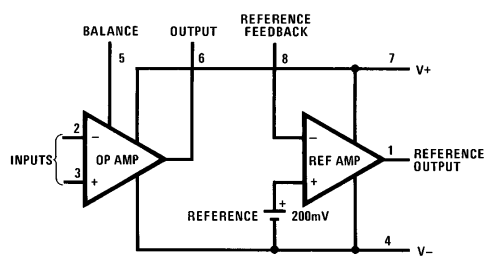 REFERENCE
FEEDBACK
BALANCE
OUTPUT
5
6
8
7
V+
2
−
OP AMP
INPUTS
3
+
−
REF AMP
+
1
REFERENCE
OUTPUT
REFERENCE
+
200mV
4
V−